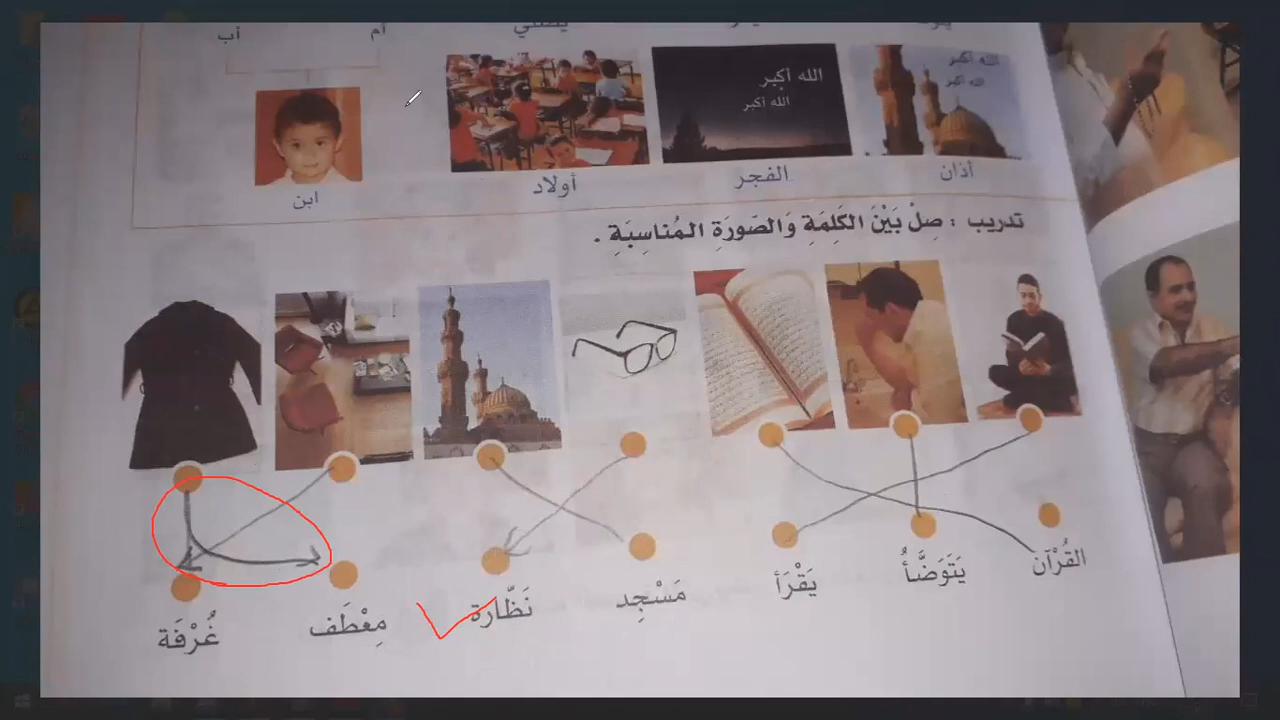 أم
أب
الله أكبر
الله أكبر
الله أكبر
الله أكبر
أذان
الفجر
أولاد
ابن
تدريب : صِلْ بَيْنَ الكَلِمَةِ وَالصّورَةِ المُناسِبَةِ .
القُرْآن
يَتَوَضَّأُ
يَقْرَأ
مَسْجِد
نَظّارة
مِعْطَف
غُرْفَة